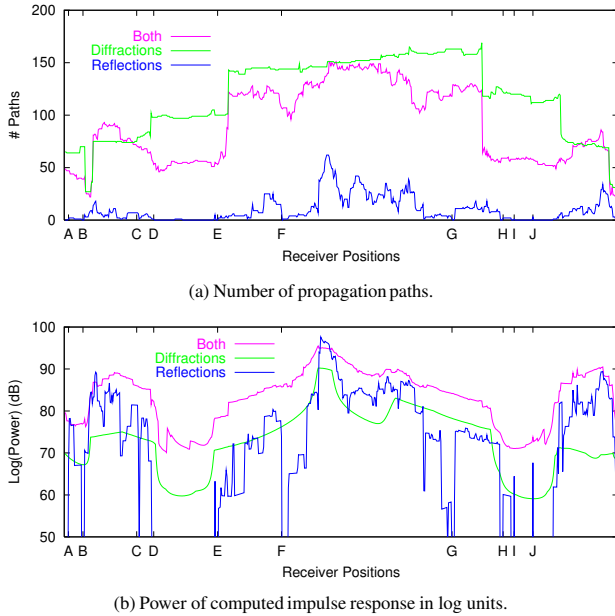 200
150
100
50
0
# Paths
Both
Diffractions
Reflections
A B C D E F G H I J
Receiver Positions
(a) Number of propagation paths.
100
90
80
70
60
50
Log(Power) (dB)
Both
Diffractions
Reflections
A B C D E F G H I J
Receiver Positions
(b) Power of computed impulse response in log units.